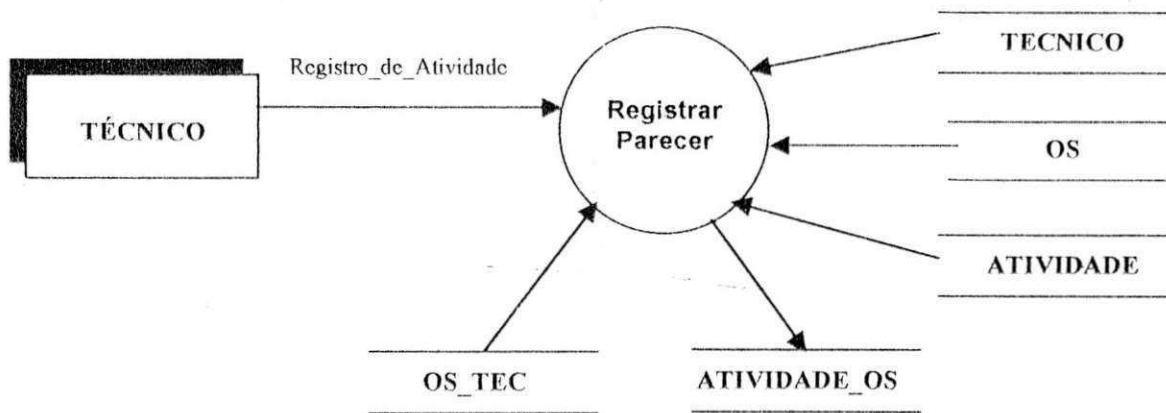 TECNICO
Registro_de_Atividade
TÉCNICO
Registrar
Parecer
OS
ATIVIDADE
OS_TEC
ATIVIDADE_OS